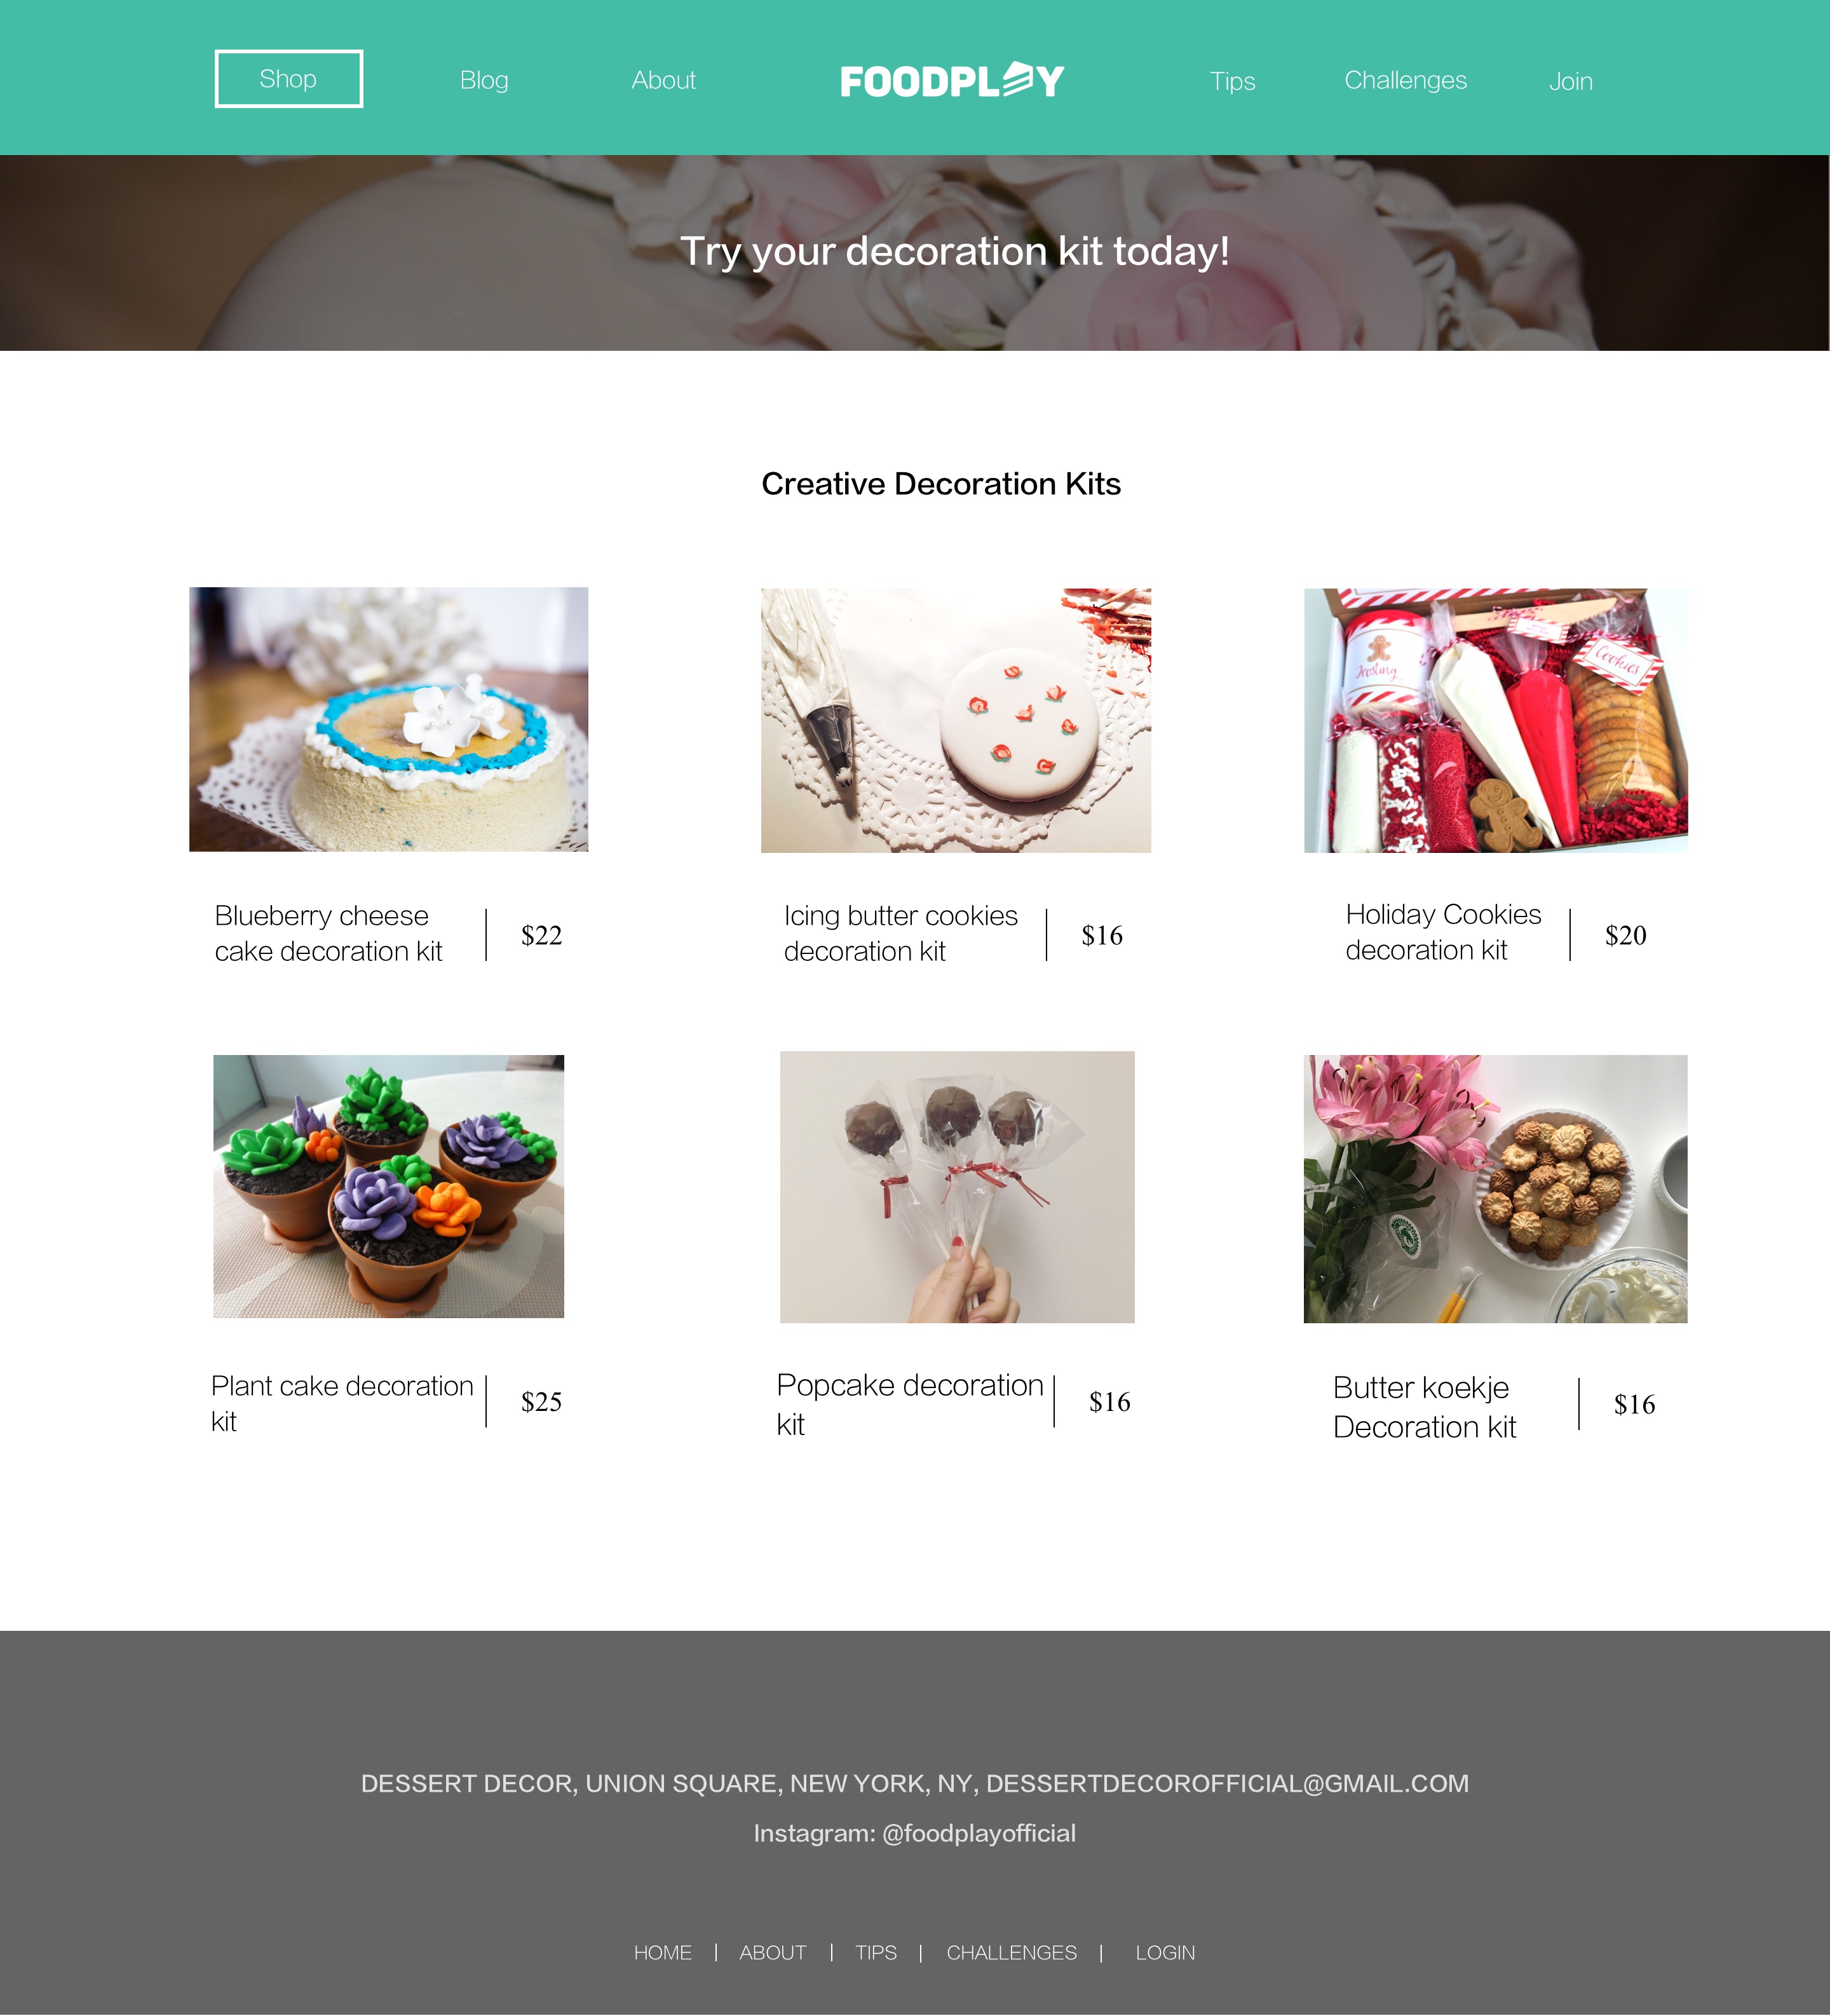 Shop Blog About FOODPLAY Tips Challenges Join
Try your decoration kit today!
Creative Decoration Kits
Frosting
Cookies
Blueberry cheese
cake decoration kit
$22
Icing butter cookies
decoration kit
$16
Holiday Cookies
decoration kit
$20
Plant cake decoration
kit
$25
Popcake decoration
kit
$16
Butter koekje
Decoration kit
$16
DESSERT DECOR, UNION SQUARE, NEW YORK, NY, DESSERTDECOROFFICIAL@GMAIL.COM
Instagram: @foodplayofficial
HOME | ABOUT | TIPS | CHALLENGES | LOGIN